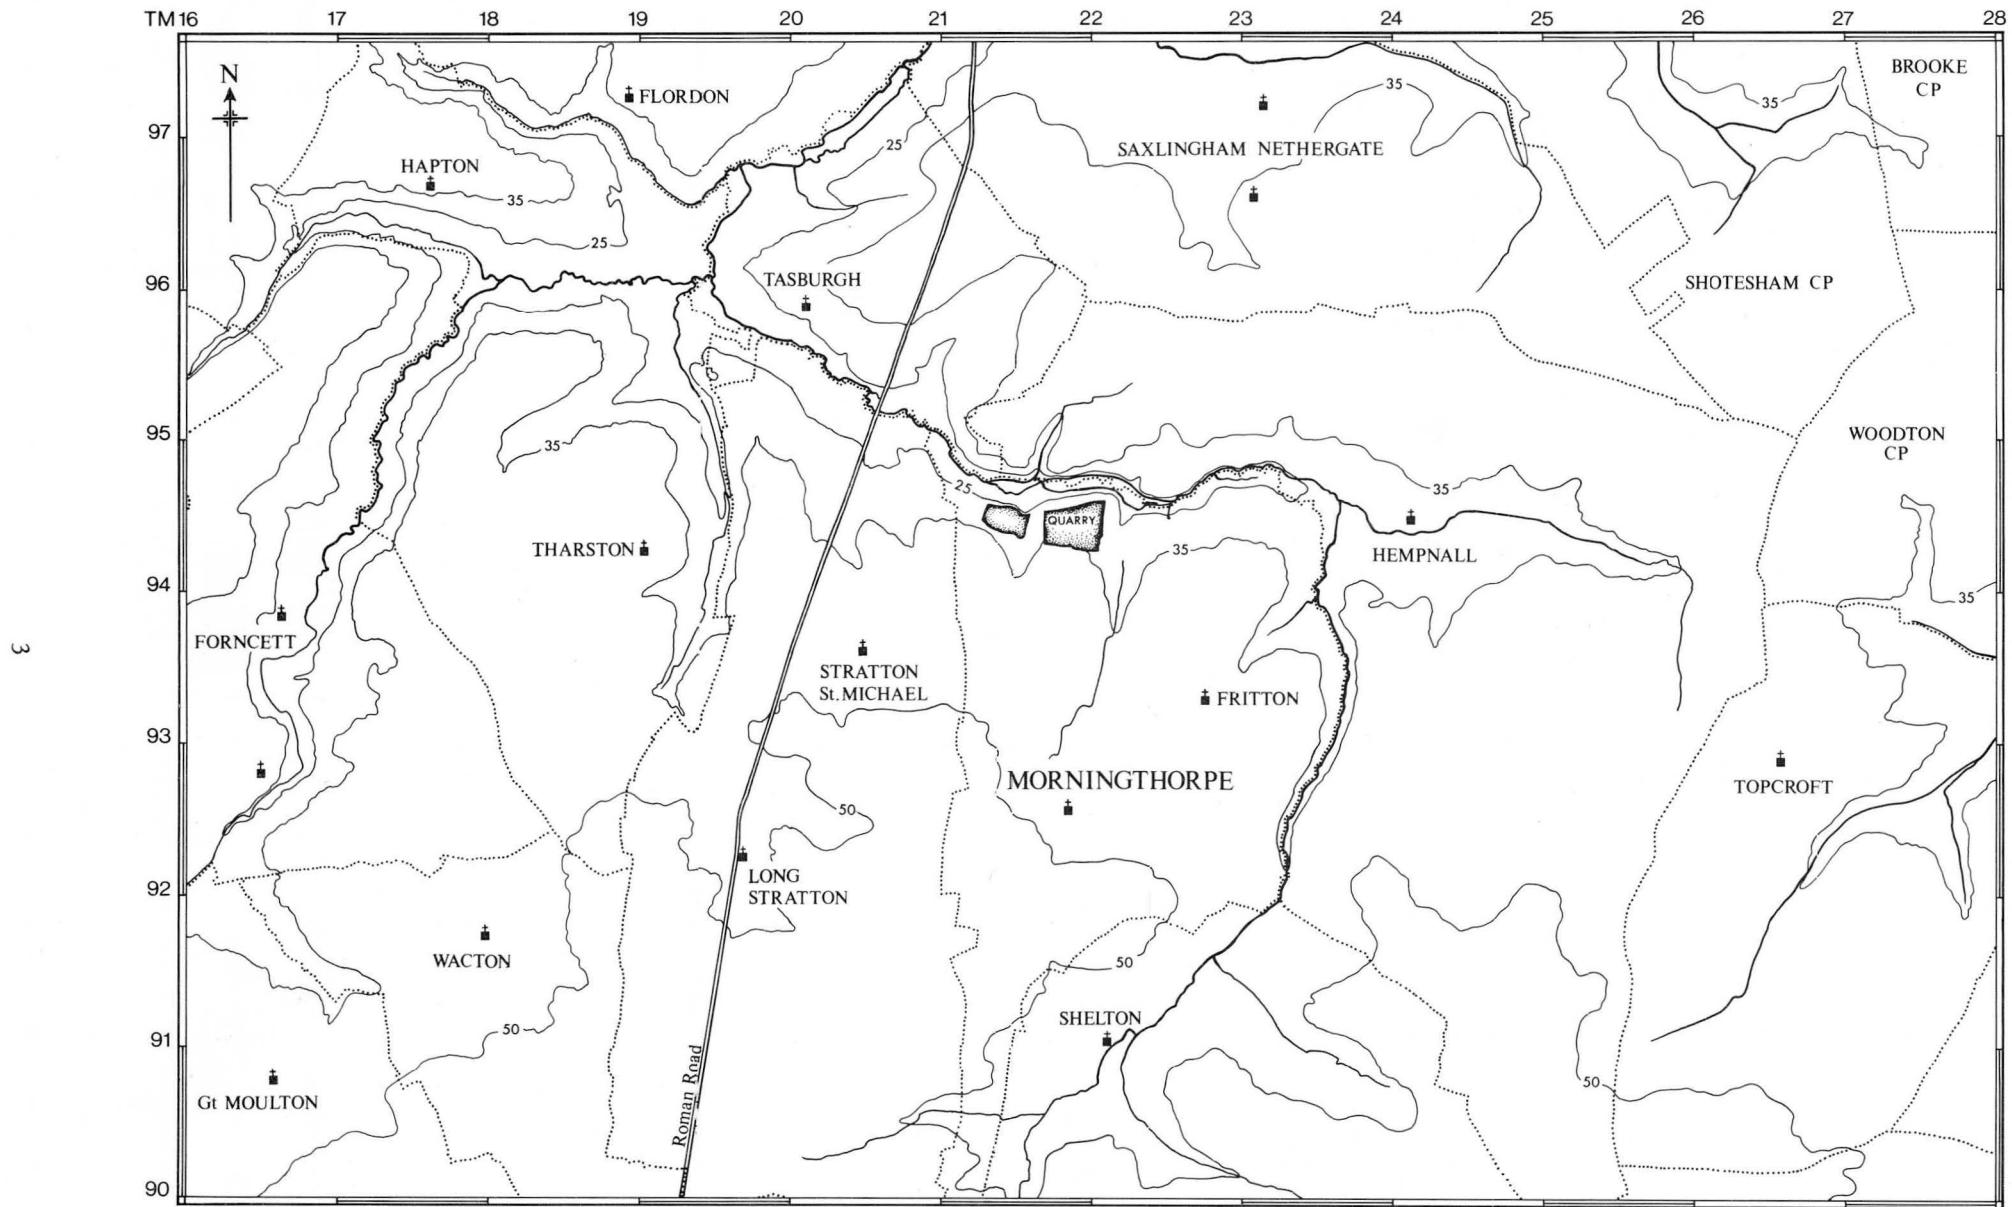 TM 16 17 18 19 20 21 22 23 24 25 26 27 28
N
BROOKE
CP
FLORDON
35
35
97
25
SAXLINGHAM NETHERGATE
HAPTON
35
25
96
TASBURGH
SHOTESHAM CP
95
35
WOODTON
CP
25
35
QUARRY
THARSTON
35
HEMPNALL
94
35
FORNCETT
3
STRATTON
St. MICHAEL
FRITTON
93
MORNINGTHORPE
TOPCROFT
50
92
LONG
STRATTON
WACTON
50
SHELTON
50
91
50
Gt MOULTON
Roman Road
90